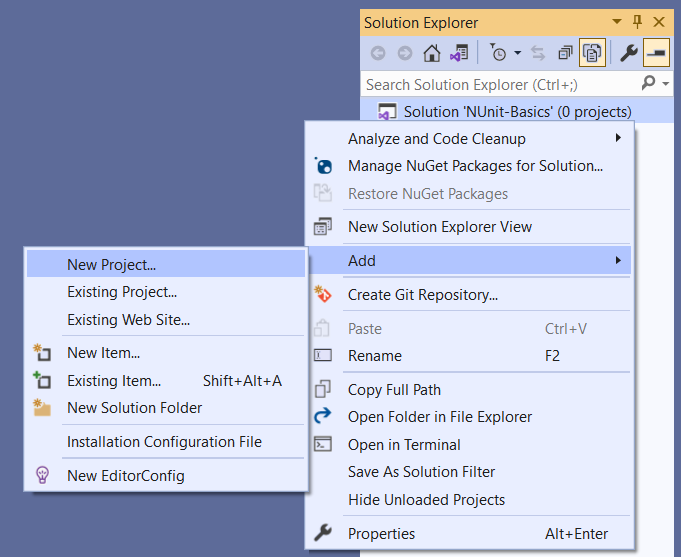 Solution Explorer
Search Solution Explorer (Ctrl+;)
Solution 'NUnit-Basics' (0 projects)
Analyze and Code Cleanup
Manage NuGet Packages for Solution...
Restore NuGet Packages
New Solution Explorer View
Add
Create Git Repository...
Paste Ctrl+V
Rename F2
Copy Full Path
Open Folder in File Explorer
Open in Terminal
Save As Solution Filter
Hide Unloaded Projects
Properties Alt+Enter
New Project...
Existing Project...
Existing Web Site...
New Item...
Existing Item... Shift+Alt+A
New Solution Folder
Installation Configuration File
New EditorConfig